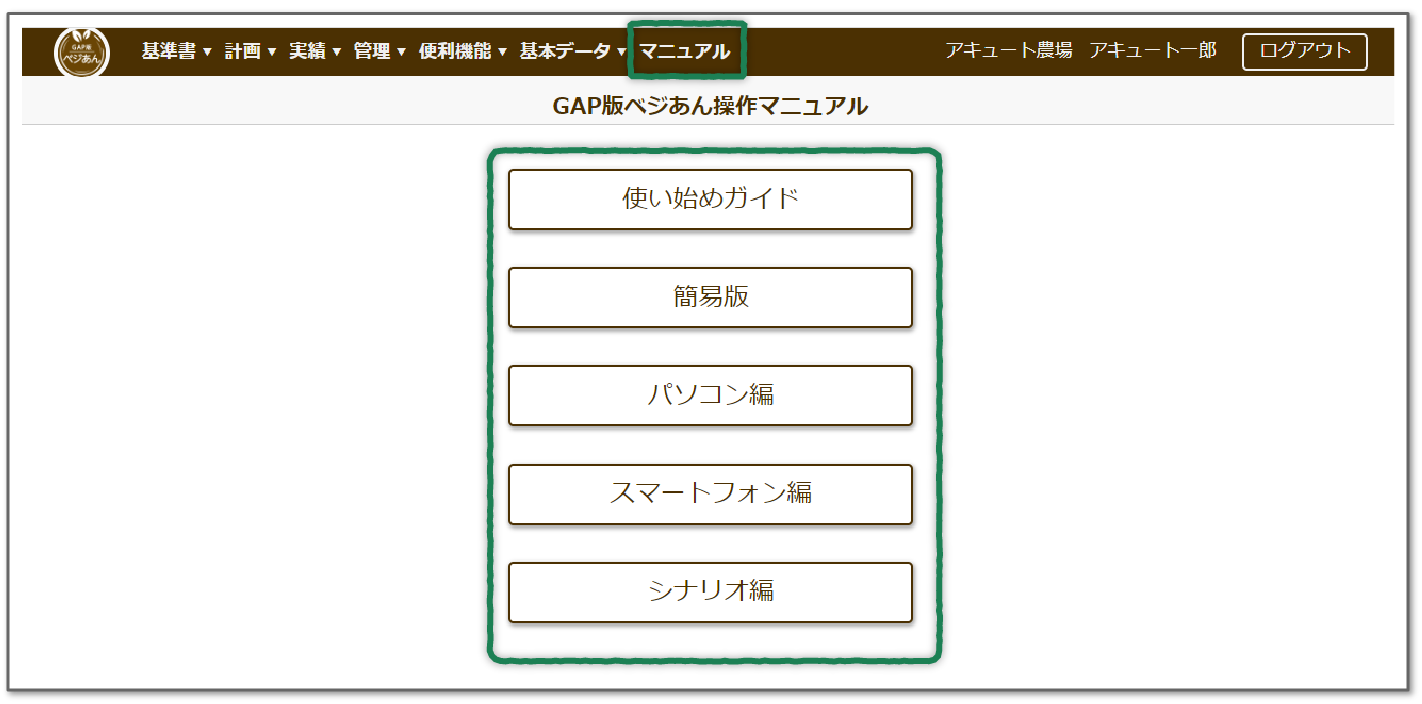 GAP版
ベジあん
基準書 ▼ 計画 ▼ 実績 ▼ 管理 ▼ 便利機能 ▼ 基本データ ▼ マニュアル アキュート農場 アキュート一郎 ログアウト
GAP版ベジあん操作マニュアル
使い始めガイド
簡易版
パソコン編
スマートフォン編
シナリオ編